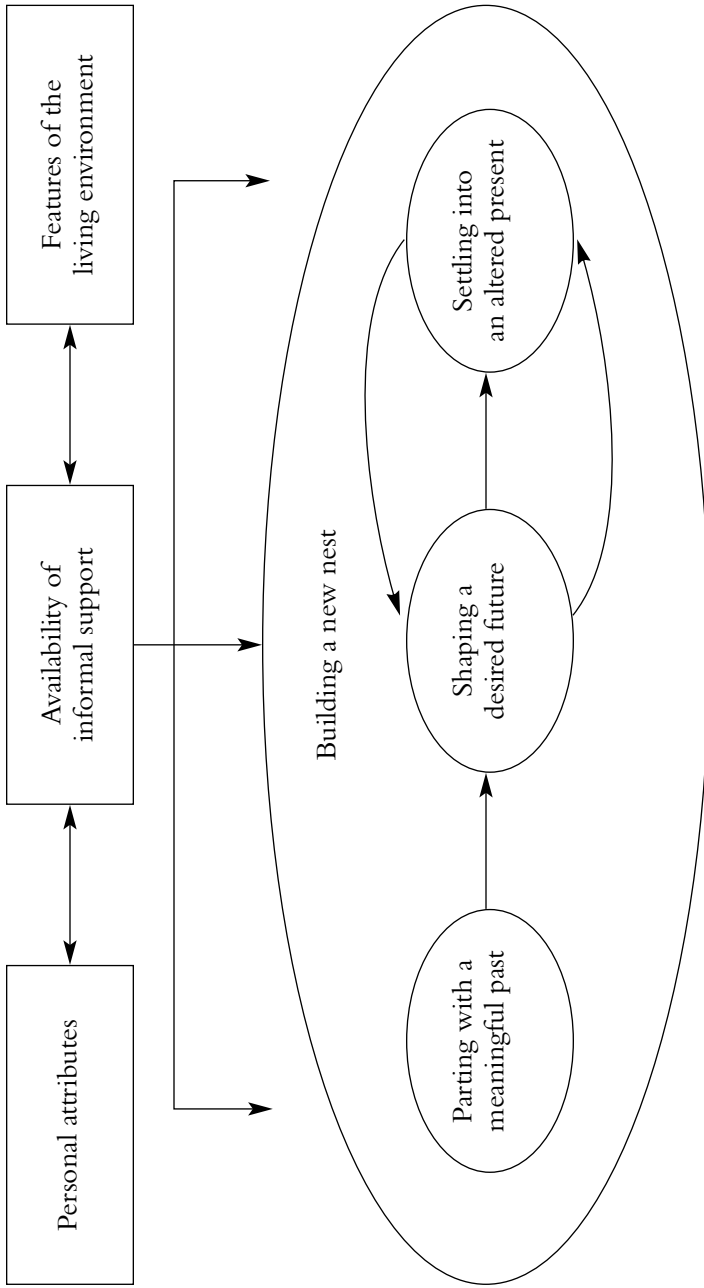 Personal attributes
Availability of
informal support
Features of the
living environment
Building a new nest
Parting with a
meaningful past
Shaping a
desired future
Settling into
an altered present